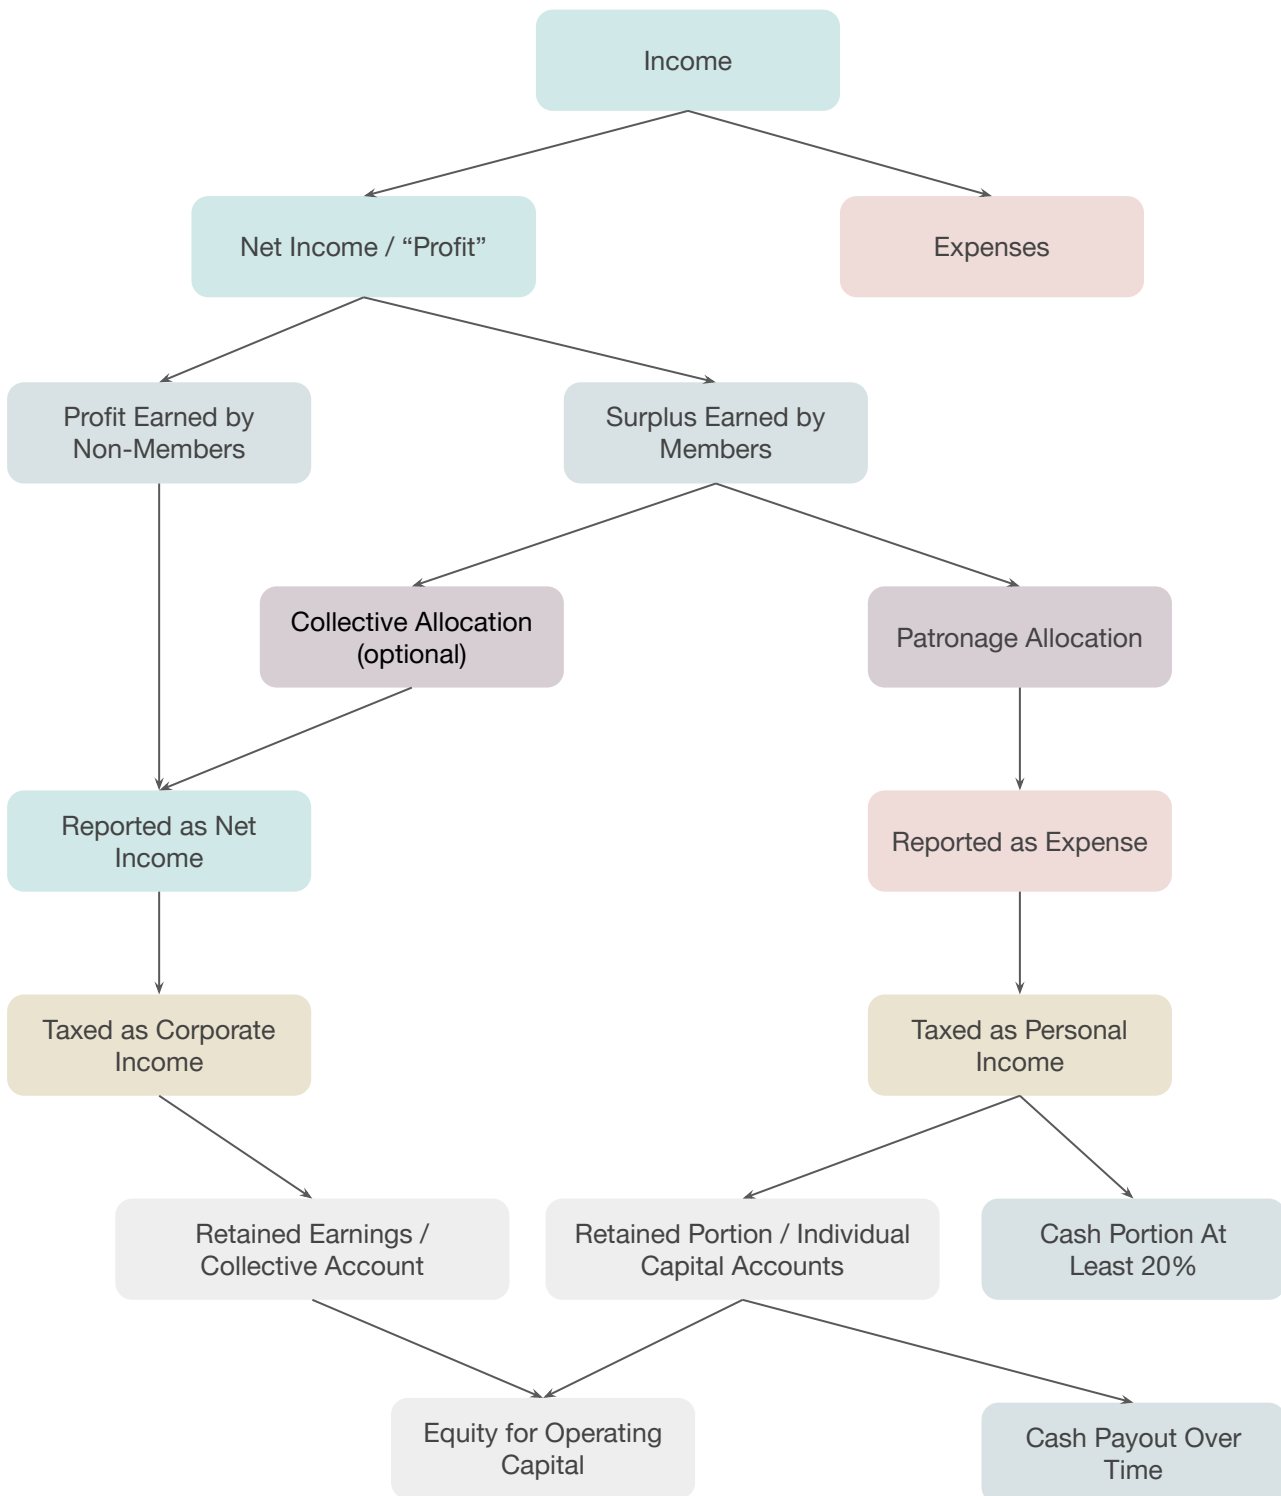 Income
Net Income / “Profit”
Expenses
Profit Earned by
Non-Members
Surplus Earned by
Members
Collective Allocation
(optional)
Patronage Allocation
Reported as Net
Income
Reported as Expense
Taxed as Corporate
Income
Taxed as Personal
Income
Retained Earnings /
Collective Account
Retained Portion / Individual
Capital Accounts
Cash Portion At
Least 20%
Equity for Operating
Capital
Cash Payout Over
Time